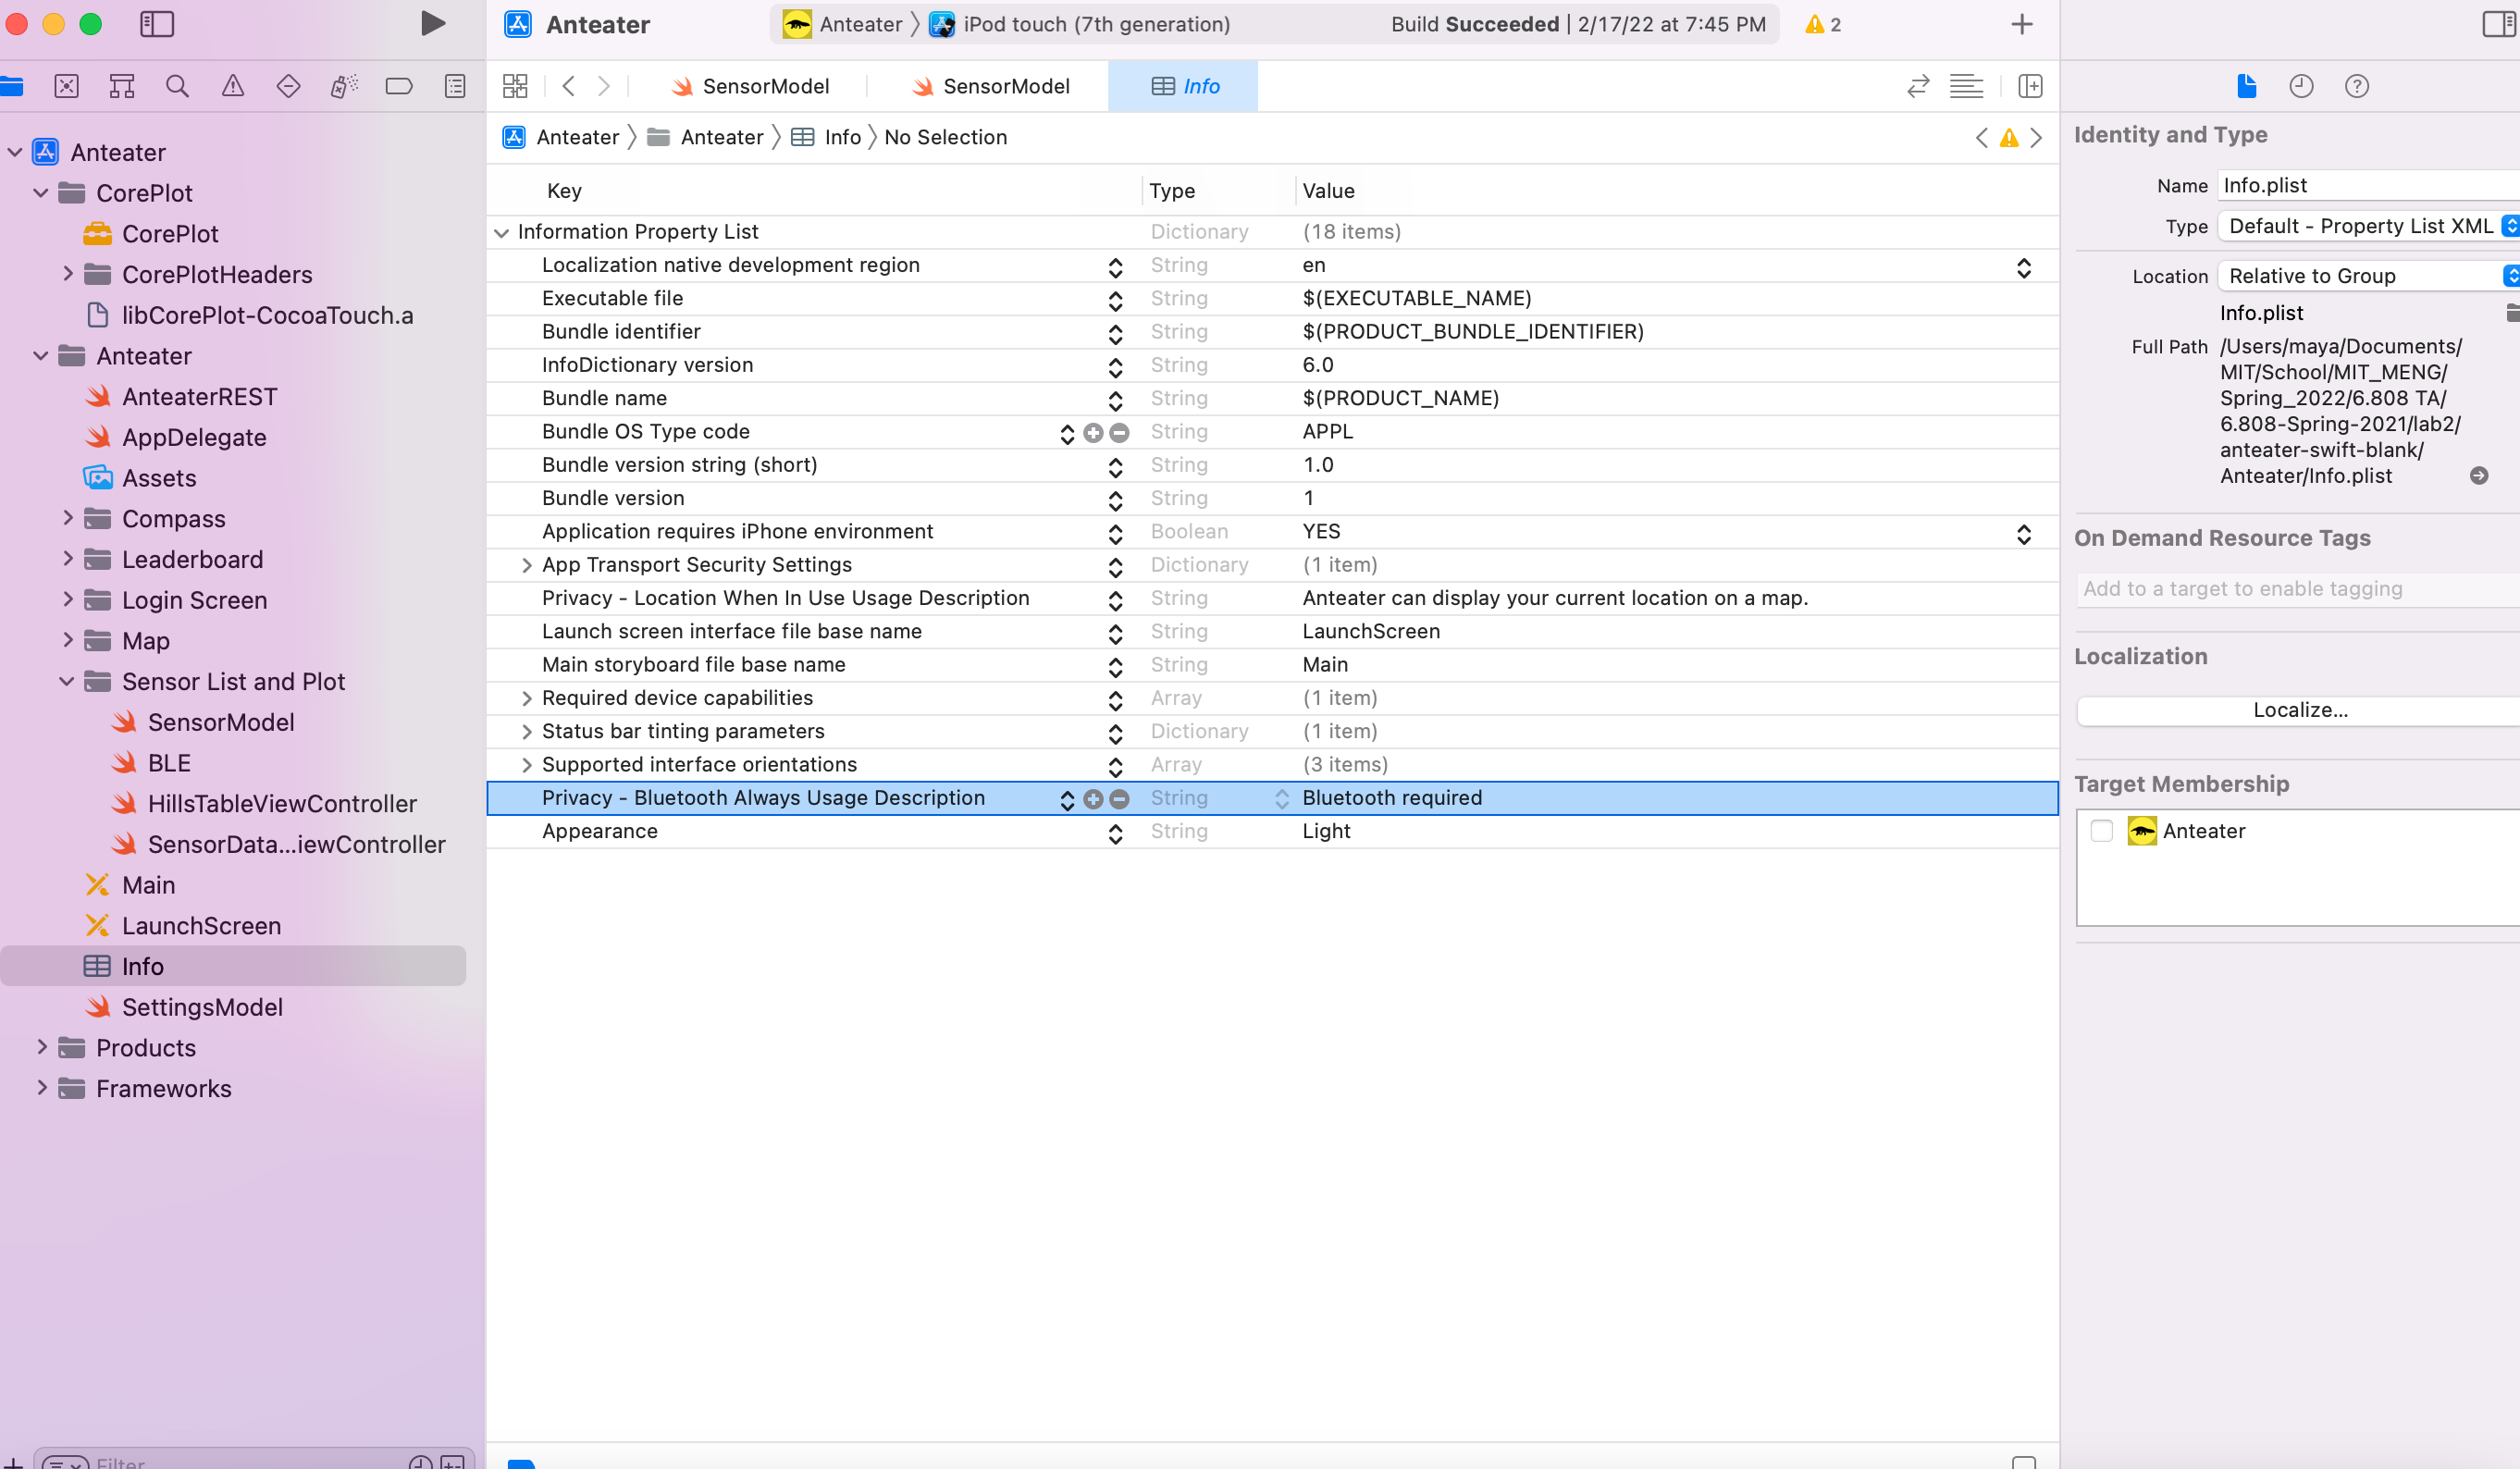 Anteater
Anteater
iPod touch (7th generation)
Build Succeeded | 2/17/22 at 7:45 PM
2
SensorModel
SensorModel
Info
Anteater
Anteater
Info
No Selection
Anteater
CorePlot
CorePlot
CorePlotHeaders
libCorePlot-CocoaTouch.a
Anteater
AnteaterREST
AppDelegate
Assets
Compass
Leaderboard
Login Screen
Map
Sensor List and Plot
SensorModel
BLE
HillsTableViewController
SensorData...iewController
Main
LaunchScreen
Info
SettingsModel
Products
Frameworks
Filter
Key Type Value
Information Property List Dictionary (18 items)
Localization native development region String en
Executable file String $(EXECUTABLE_NAME)
Bundle identifier String $(PRODUCT_BUNDLE_IDENTIFIER)
InfoDictionary version String 6.0
Bundle name String $(PRODUCT_NAME)
Bundle OS Type code String APPL
Bundle version string (short) String 1.0
Bundle version String 1
Application requires iPhone environment Boolean YES
App Transport Security Settings Dictionary (1 item)
Privacy - Location When In Use Usage Description String Anteater can display your current location on a map.
Launch screen interface file base name String LaunchScreen
Main storyboard file base name String Main
Required device capabilities Array (1 item)
Status bar tinting parameters Dictionary (1 item)
Supported interface orientations Array (3 items)
Privacy - Bluetooth Always Usage Description String Bluetooth required
Appearance String Light
Identity and Type
Name Info.plist
Type Default - Property List XML
Location Relative to Group
Info.plist
Full Path /Users/maya/Documents/
MIT/School/MIT_MENG/
Spring_2022/6.808 TA/
6.808-Spring-2021/lab2/
anteater-swift-blank/
Anteater/Info.plist
On Demand Resource Tags
Add to a target to enable tagging
Localization
Localize...
Target Membership
Anteater